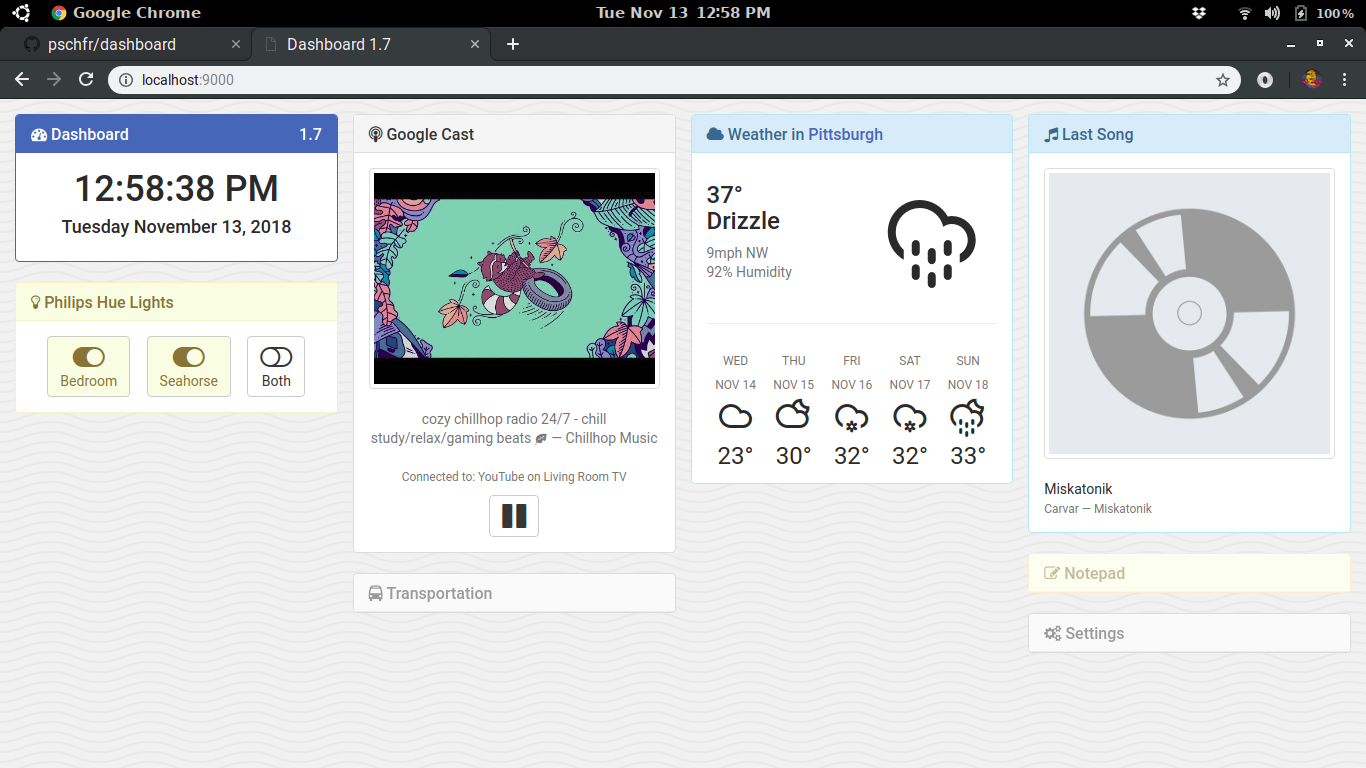 Google Chrome
Tue Nov 13 12:58 PM
100%
pschfr/dashboard
Dashboard 1.7
localhost:9000
Dashboard
1.7
12:58:38 PM
Tuesday November 13, 2018
Philips Hue Lights
Bedroom
Seahorse
Both
Google Cast
cozy chillhop radio 24/7 - chill
study/relax/gaming beats 🍂 — Chillhop Music
Connected to: YouTube on Living Room TV
Transportation
Weather in Pittsburgh
37°
Drizzle
9mph NW
92% Humidity
WED THU FRI SAT SUN
NOV 14 NOV 15 NOV 16 NOV 17 NOV 18
23° 30° 32° 32° 33°
Last Song
Miskatonik
Carvar — Miskatonik
Notepad
Settings